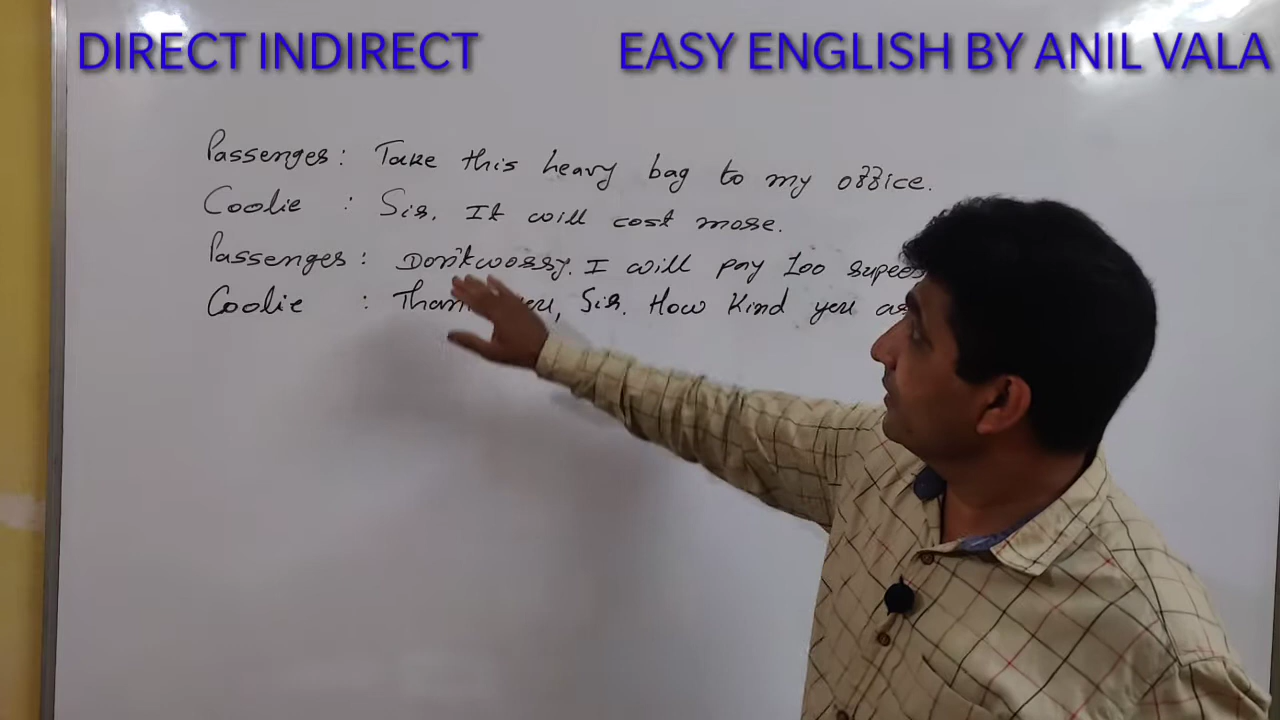 DIRECT INDIRECT EASY ENGLISH BY ANIL VALA
Passenger: Take this heavy bag to my office.
Coolie : Sir. It will cost more.
Passenger: Don't worry. I will pay 100 rupees
Coolie : you, Sir. How Kind you